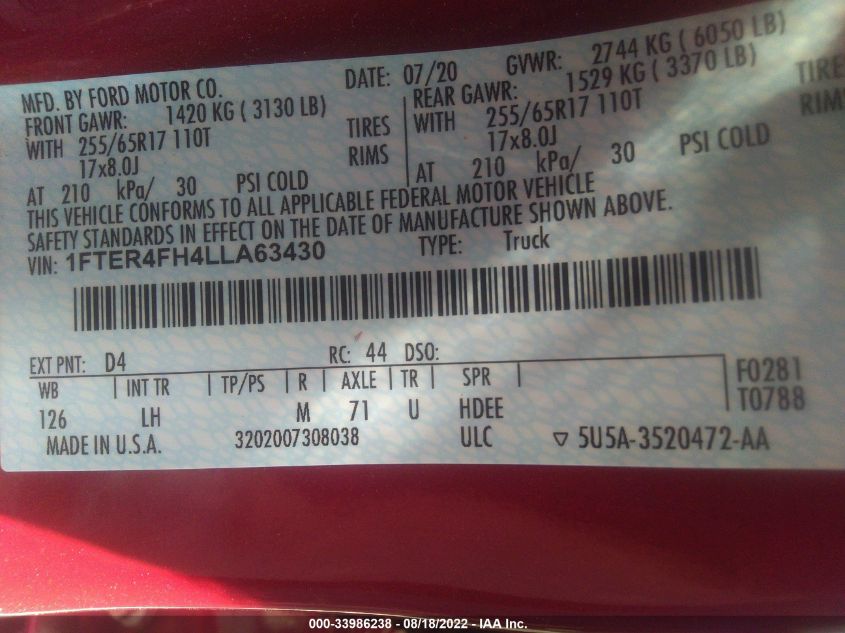 MFD. BY FORD MOTOR CO. DATE: 07/20 GVWR: 2744 KG ( 6050 LB)
FRONT GAWR: 1420 KG ( 3130 LB) REAR GAWR: 1529 KG ( 3370 LB)
WITH 255/65R17 110T TIRES WITH 255/65R17 110T TIRE
17x8.0J RIMS 17x8.0J RIMS
AT 210 kPa/ 30 PSI COLD AT 210 kPa/ 30 PSI COLD
THIS VEHICLE CONFORMS TO ALL APPLICABLE FEDERAL MOTOR VEHICLE
SAFETY STANDARDS IN EFFECT ON THE DATE OF MANUFACTURE SHOWN ABOVE.
VIN: 1FTER4FH4LLA63430 TYPE: Truck
EXT PNT: D4 RC: 44 DSO:
WB INT TR TP/PS R AXLE TR SPR F0281
126 LH M 71 U HDEE T0788
MADE IN U.S.A. 3202007308038 ULC ▽ 5U5A-3520472-AA
000-33986238 - 08/18/2022 - IAA Inc.